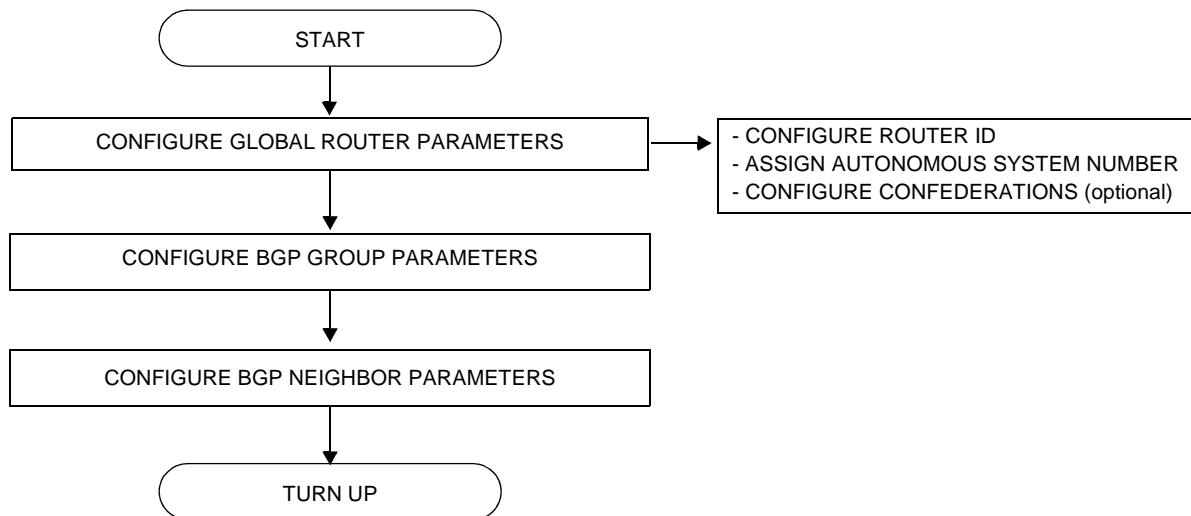 START
CONFIGURE GLOBAL ROUTER PARAMETERS
- CONFIGURE ROUTER ID
- ASSIGN AUTONOMOUS SYSTEM NUMBER
- CONFIGURE CONFEDERATIONS (optional)
CONFIGURE BGP GROUP PARAMETERS
CONFIGURE BGP NEIGHBOR PARAMETERS
TURN UP